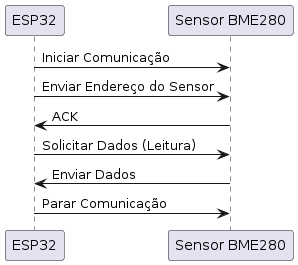 ESP32
Sensor BME280
Iniciar Comunicação
Enviar Endereço do Sensor
ACK
Solicitar Dados (Leitura)
Enviar Dados
Parar Comunicação
ESP32
Sensor BME280